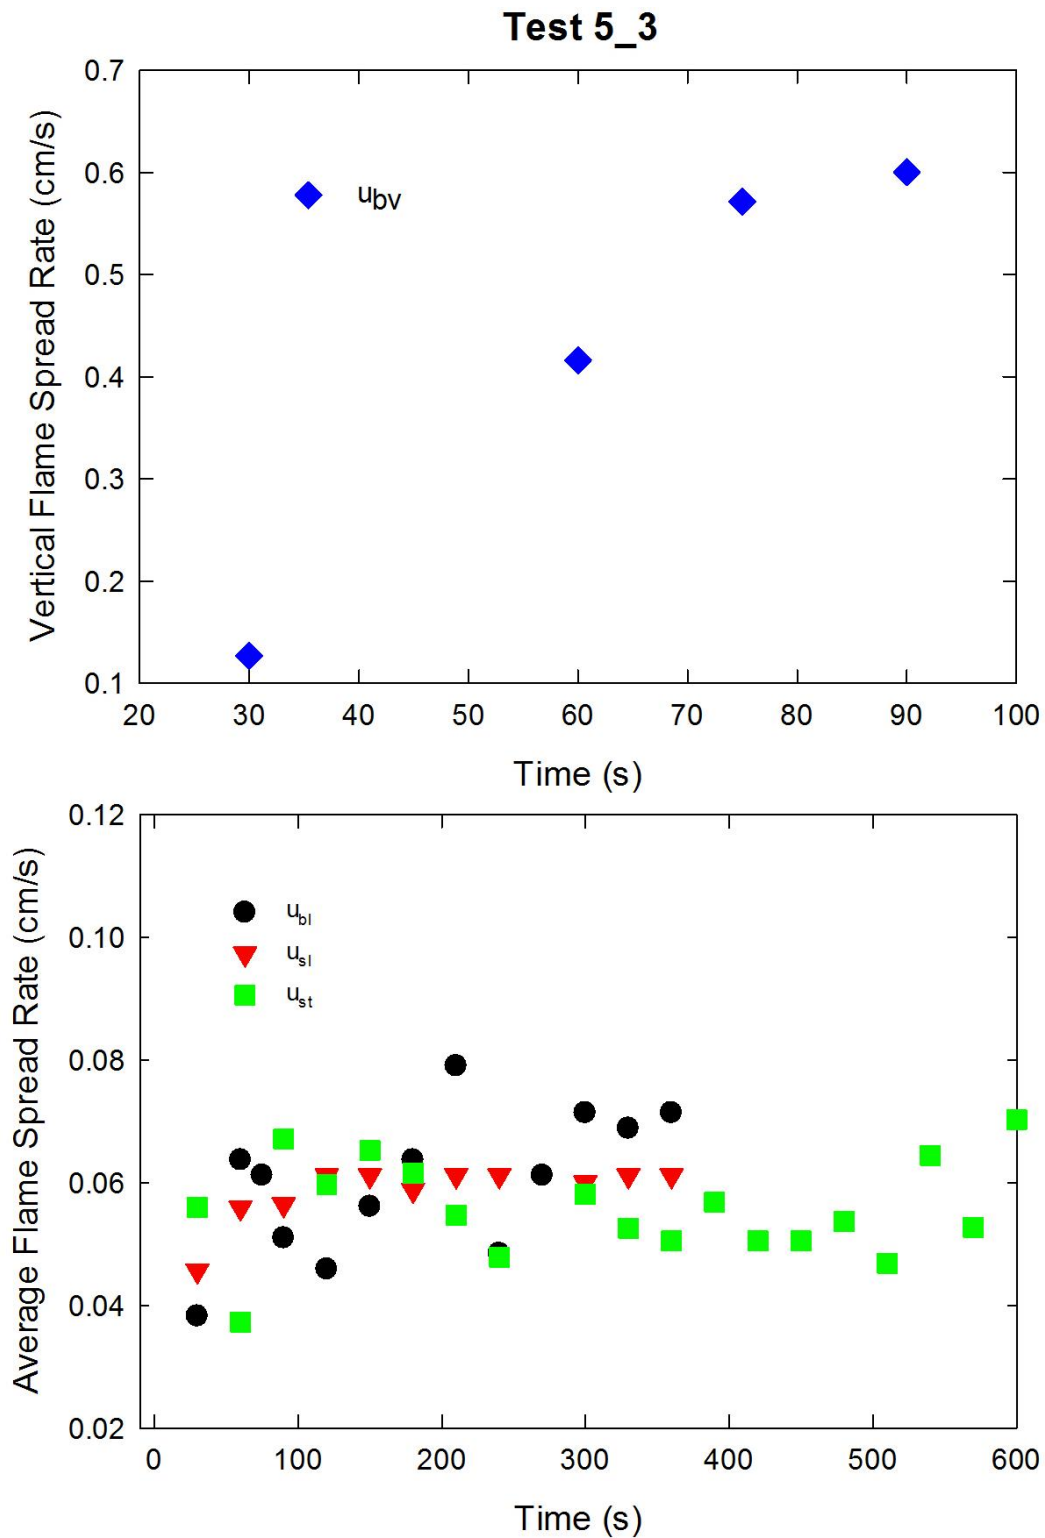 Test 5_3
Vertical Flame Spread Rate (cm/s)
0.7
0.6
0.5
0.4
0.3
0.2
0.1
u_bv
20 30 40 50 60 70 80 90 100
Time (s)
Average Flame Spread Rate (cm/s)
0.12
0.10
0.08
0.06
0.04
0.02
u_bl
u_sl
u_st
0 100 200 300 400 500 600
Time (s)